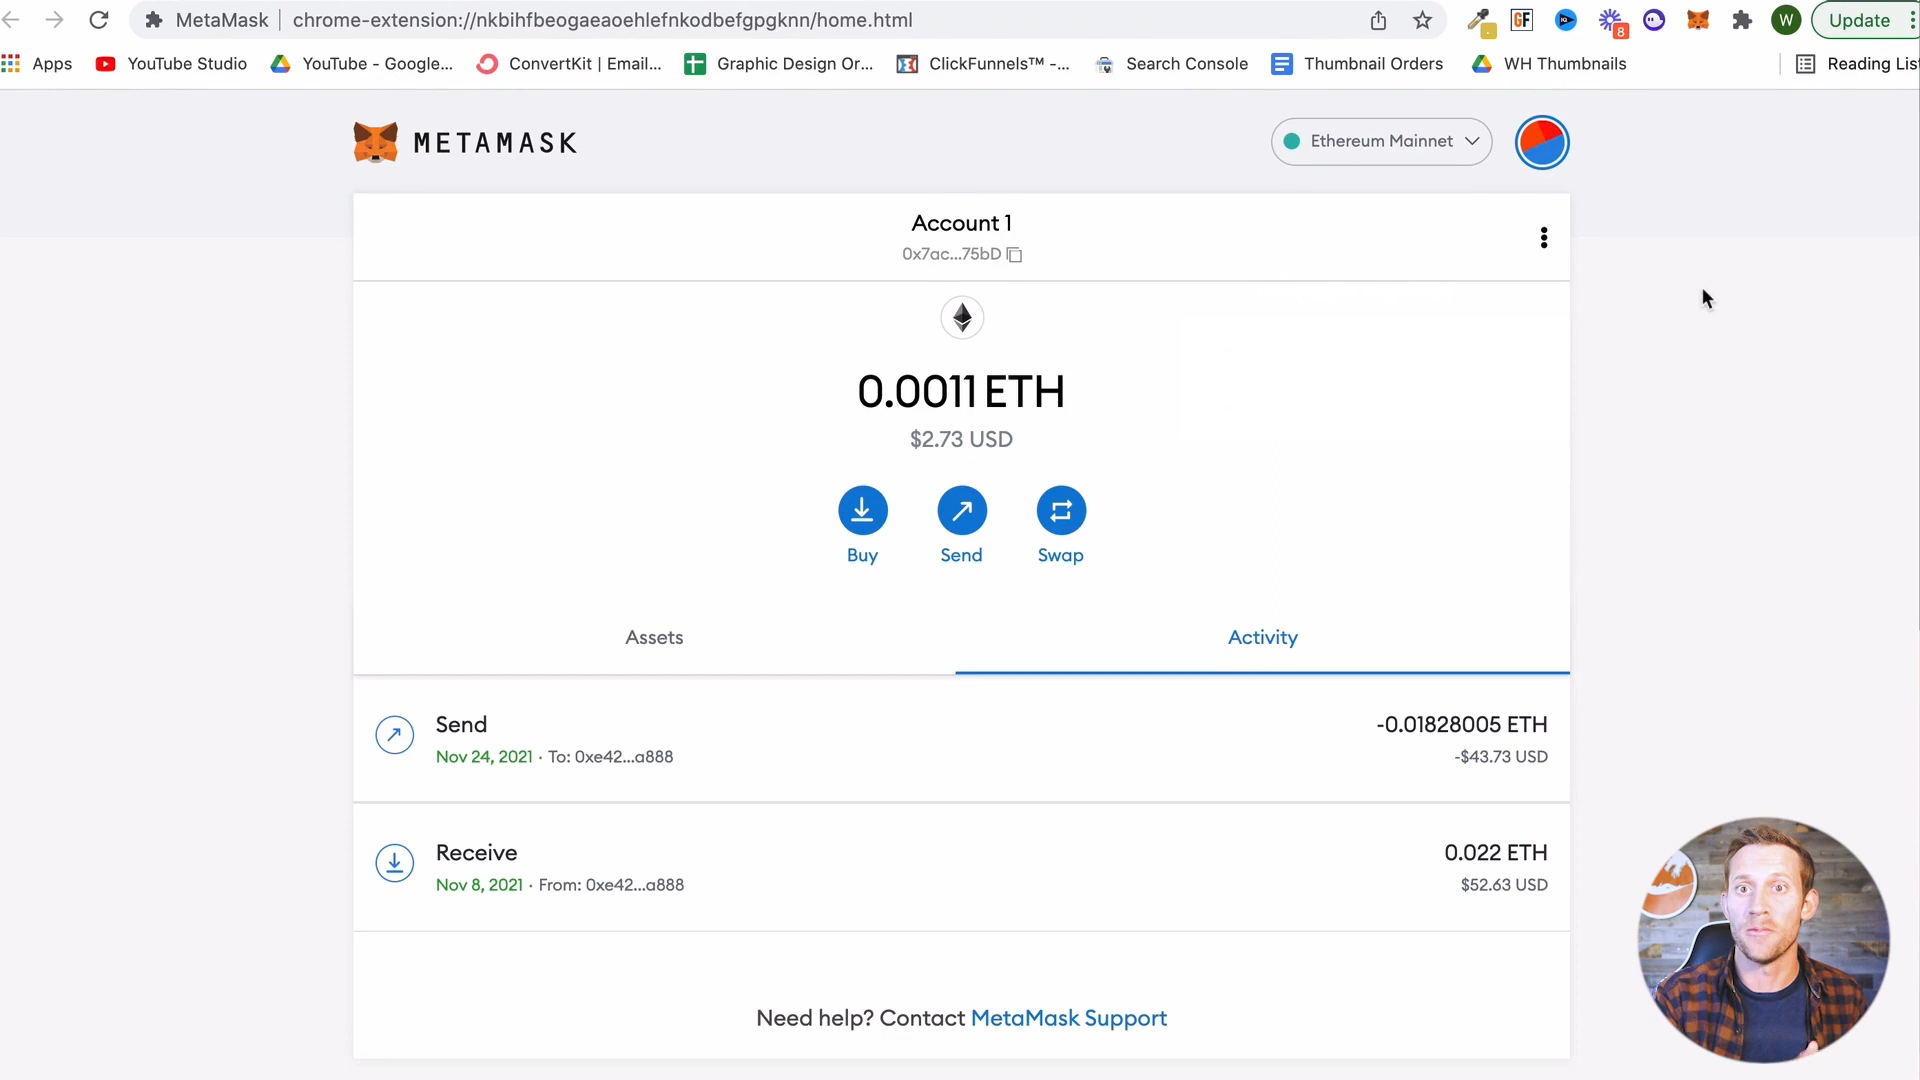 MetaMask chrome-extension://nkbihfbeogaeaoehlefnkodbefgpgknn/home.html GF 8 W Update
Apps YouTube Studio YouTube - Google... ConvertKit | Email... Graphic Design Or... ClickFunnels™ -... Search Console Thumbnail Orders WH Thumbnails Reading List
METAMASK Ethereum Mainnet
Account 1
0x7ac...75bD
0.0011 ETH
$2.73 USD
Buy Send Swap
Assets Activity
Send -0.01828005 ETH
Nov 24, 2021 · To: 0xe42...a888 -$43.73 USD
Receive 0.022 ETH
Nov 8, 2021 · From: 0xe42...a888 $52.63 USD
Need help? Contact MetaMask Support